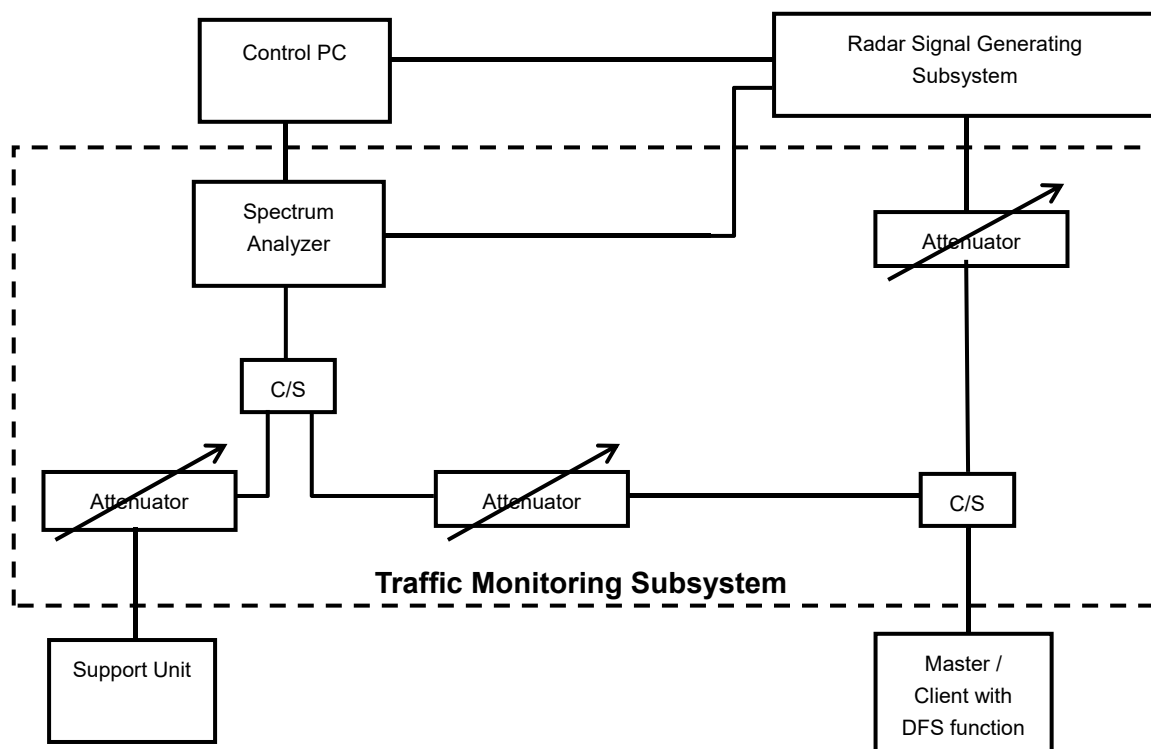 Control PC
Radar Signal Generating
Subsystem
Spectrum
Analyzer
Attenuator
C/S
Attenuator
Attenuator
C/S
Traffic Monitoring Subsystem
Support Unit
Master /
Client with
DFS function